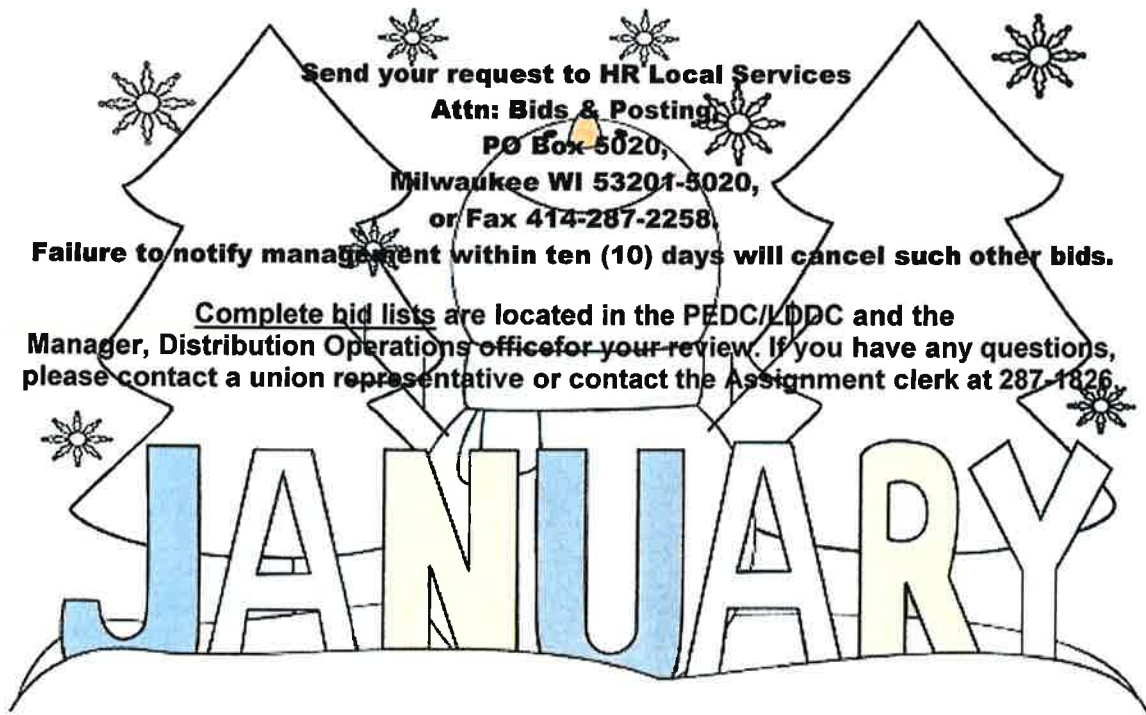 Send your request to HR Local Services
Attn: Bids & Posting,
PO Box 5020,
Milwaukee WI 53201-5020,
or Fax 414-287-2258.
Failure to notify management within ten (10) days will cancel such other bids.
Complete bid lists are located in the PEDC/LDDC and the
Manager, Distribution Operations officefor your review. If you have any questions,
please contact a union representative or contact the Assignment clerk at 287-1826.
JANUARY